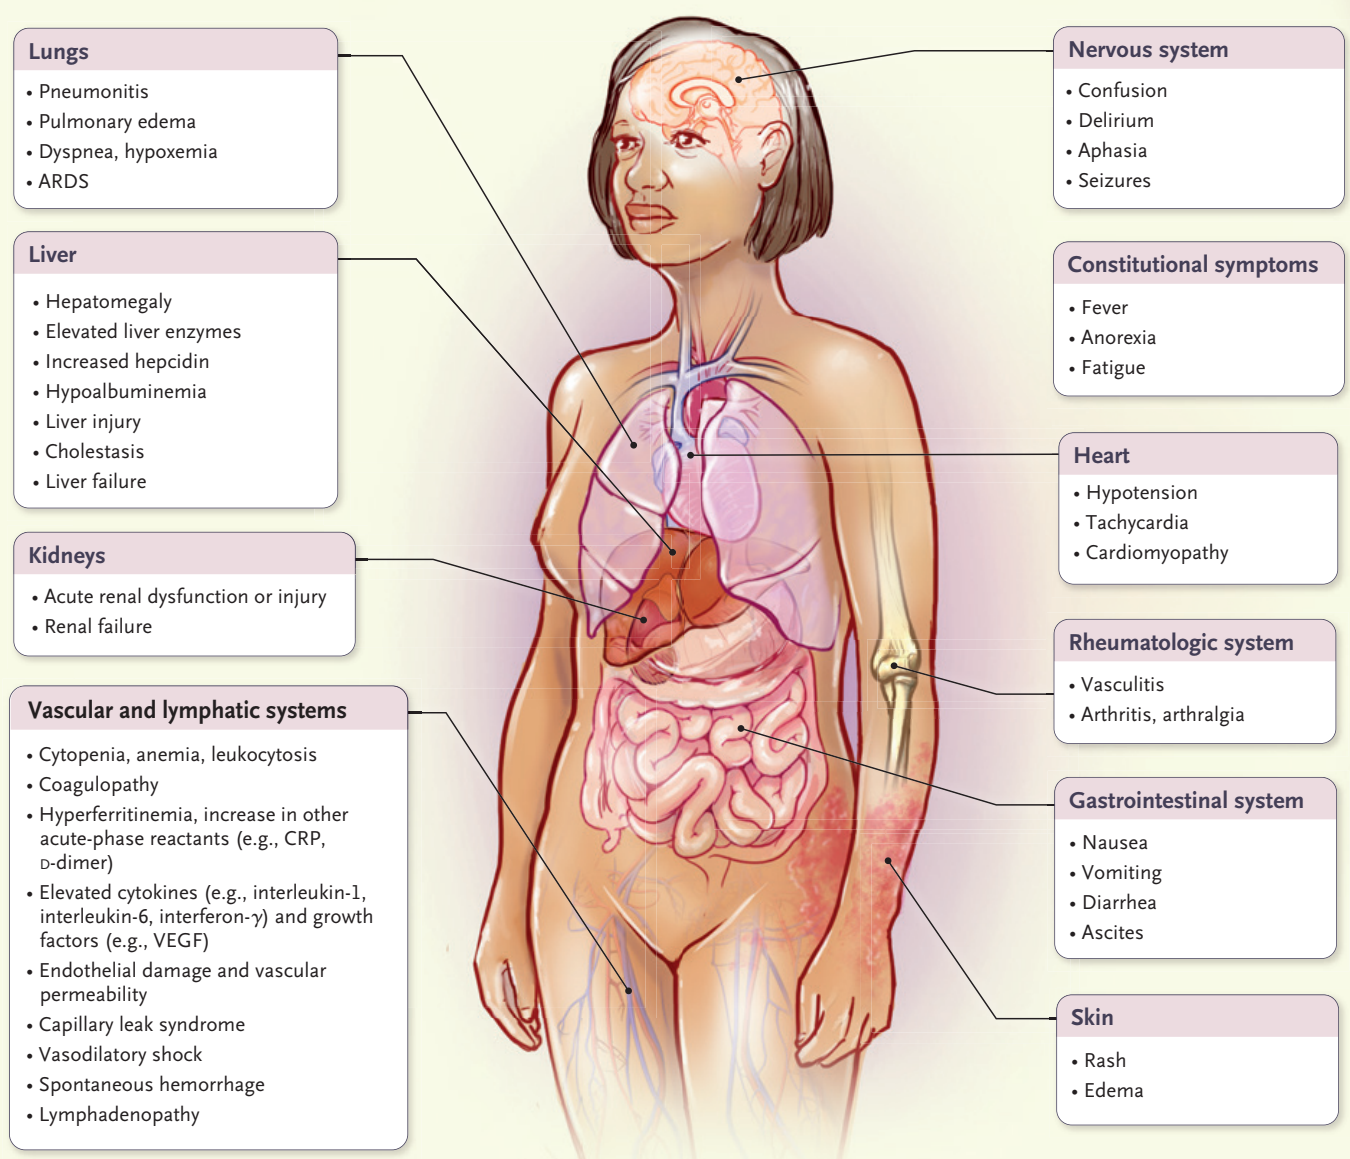 Lungs
• Pneumonitis
• Pulmonary edema
• Dyspnea, hypoxemia
• ARDS
Liver
• Hepatomegaly
• Elevated liver enzymes
• Increased hepcidin
• Hypoalbuminemia
• Liver injury
• Cholestasis
• Liver failure
Kidneys
• Acute renal dysfunction or injury
• Renal failure
Vascular and lymphatic systems
• Cytopenia, anemia, leukocytosis
• Coagulopathy
• Hyperferritinemia, increase in other
acute-phase reactants (e.g., CRP,
D-dimer)
• Elevated cytokines (e.g., interleukin-1,
interleukin-6, interferon-γ) and growth
factors (e.g., VEGF)
• Endothelial damage and vascular
permeability
• Capillary leak syndrome
• Vasodilatory shock
• Spontaneous hemorrhage
• Lymphadenopathy
Nervous system
• Confusion
• Delirium
• Aphasia
• Seizures
Constitutional symptoms
• Fever
• Anorexia
• Fatigue
Heart
• Hypotension
• Tachycardia
• Cardiomyopathy
Rheumatologic system
• Vasculitis
• Arthritis, arthralgia
Gastrointestinal system
• Nausea
• Vomiting
• Diarrhea
• Ascites
Skin
• Rash
• Edema